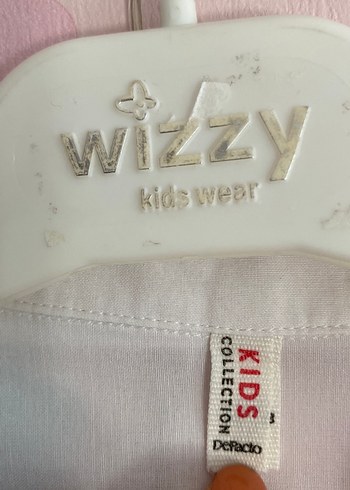 wizzy
kids wear
KIDS
COLLECTION
DeFacto